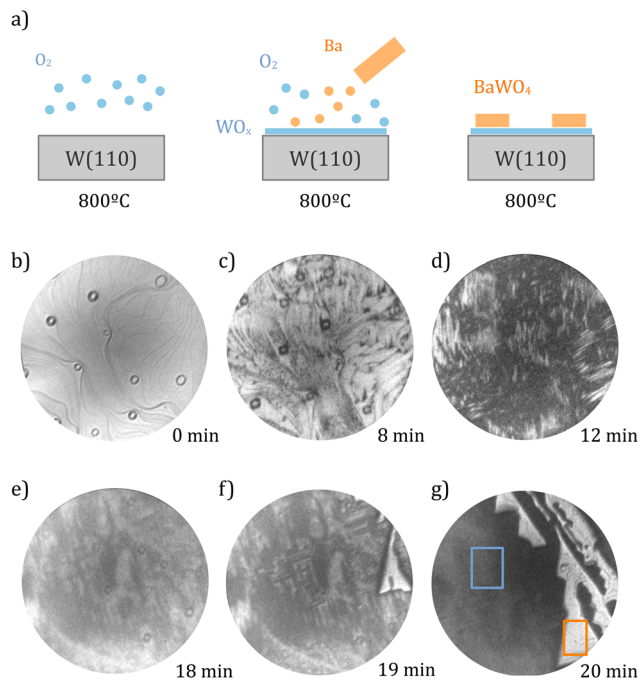 a)
O₂
WOₓ
O₂
Ba
BaWO₄
W(110)
W(110)
W(110)
800ºC
800ºC
800ºC
b)
c)
d)
0 min
8 min
12 min
e)
f)
g)
18 min
19 min
20 min